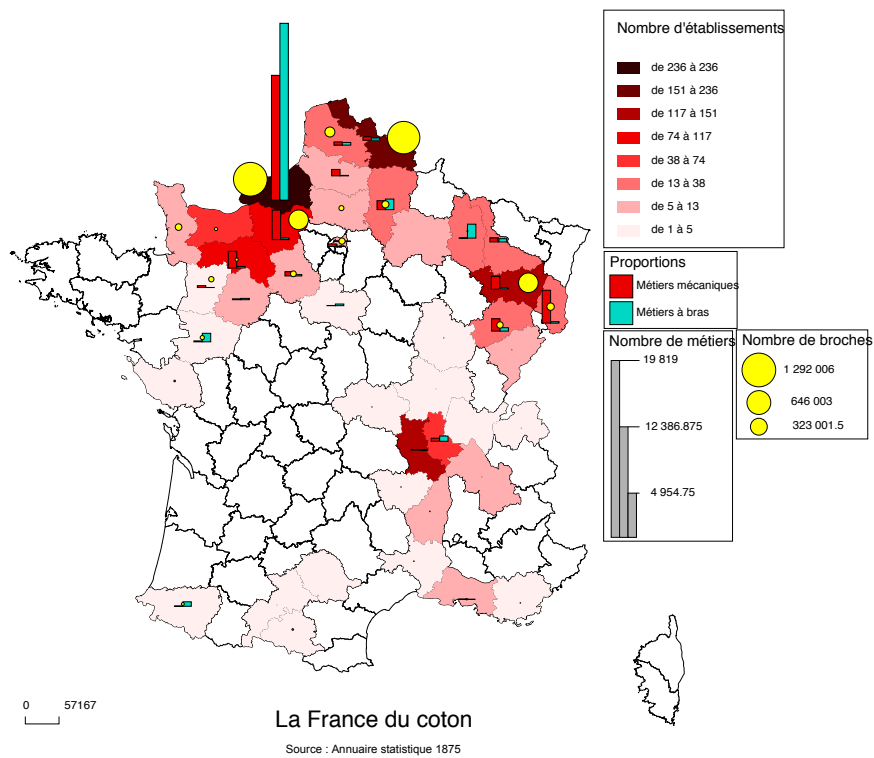 Nombre d'établissements
de 236 à 236
de 151 à 236
de 117 à 151
de 74 à 117
de 38 à 74
de 13 à 38
de 5 à 13
de 1 à 5
Proportions
Métiers mécaniques
Métiers à bras
Nombre de métiers
19 819
12 386.875
4 954.75
Nombre de broches
1 292 006
646 003
323 001.5
0 57167
La France du coton
Source : Annuaire statistique 1875